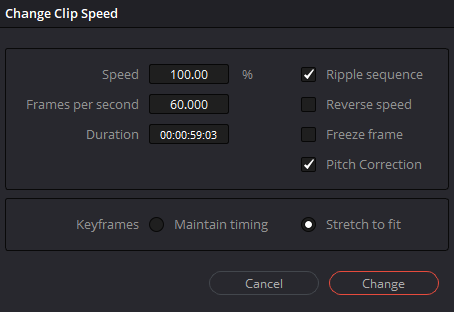 Change Clip Speed
Speed 100.00 % Ripple sequence
Frames per second 60.000 Reverse speed
Duration 00:00:59:03 Freeze frame
Pitch Correction
Keyframes Maintain timing Stretch to fit
Cancel Change